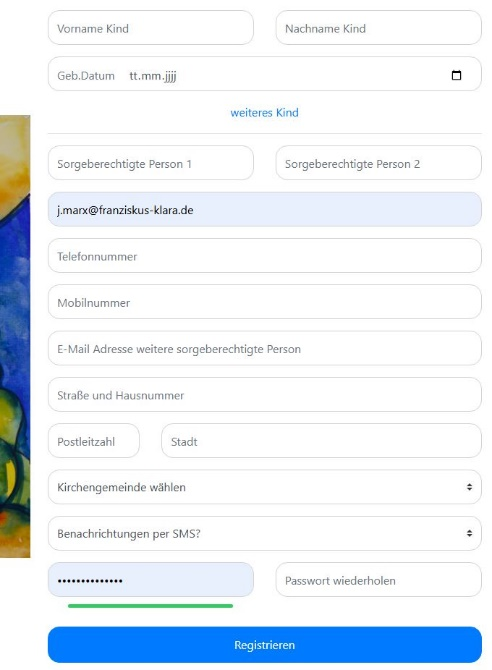 Vorname Kind Nachname Kind
Geb.Datum tt.mm.jjjj
weiteres Kind
Sorgeberechtigte Person 1 Sorgeberechtigte Person 2
j.marx@franziskus-klara.de
Telefonnummer
Mobilnummer
E-Mail Adresse weitere sorgeberechtigte Person
Straße und Hausnummer
Postleitzahl Stadt
Kirchengemeinde wählen
Benachrichtungen per SMS?
•••••••••••••• Passwort wiederholen
Registrieren